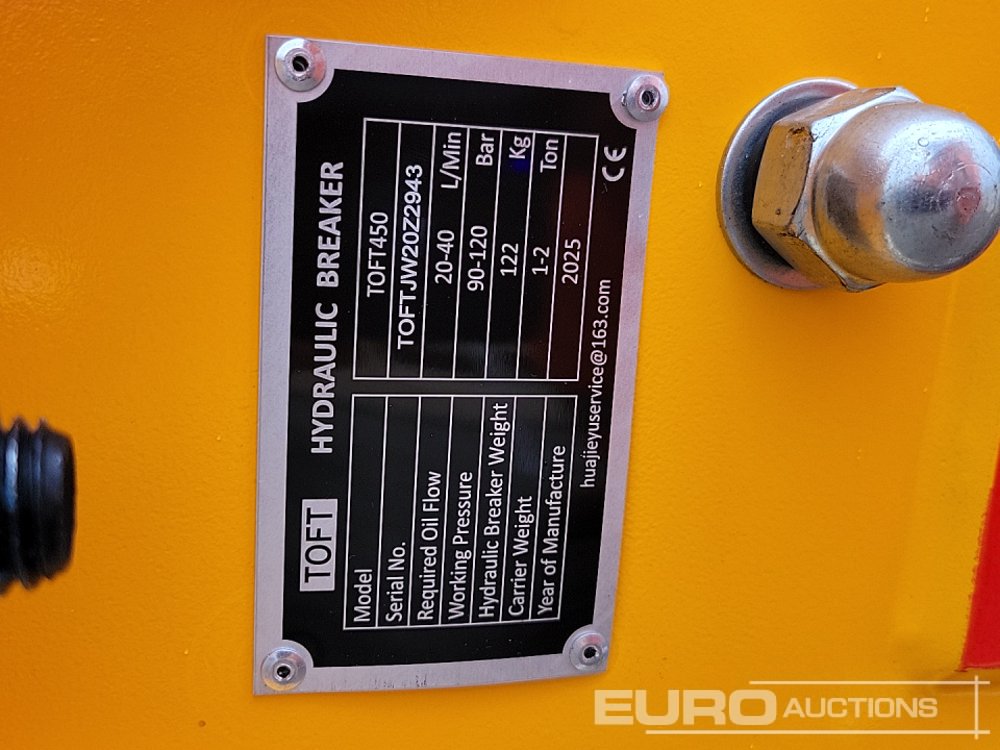 TOFT HYDRAULIC BREAKER
Model TOFT450
Serial No. TOFTJW20Z2943
Required Oil Flow 20-40 L/Min
Working Pressure 90-120 Bar
Hydraulic Breaker Weight 122 Kg
Carrier Weight 1-2 Ton
Year of Manufacture 2025
huajieyuservice@163.com CE
EURO AUCTIONS